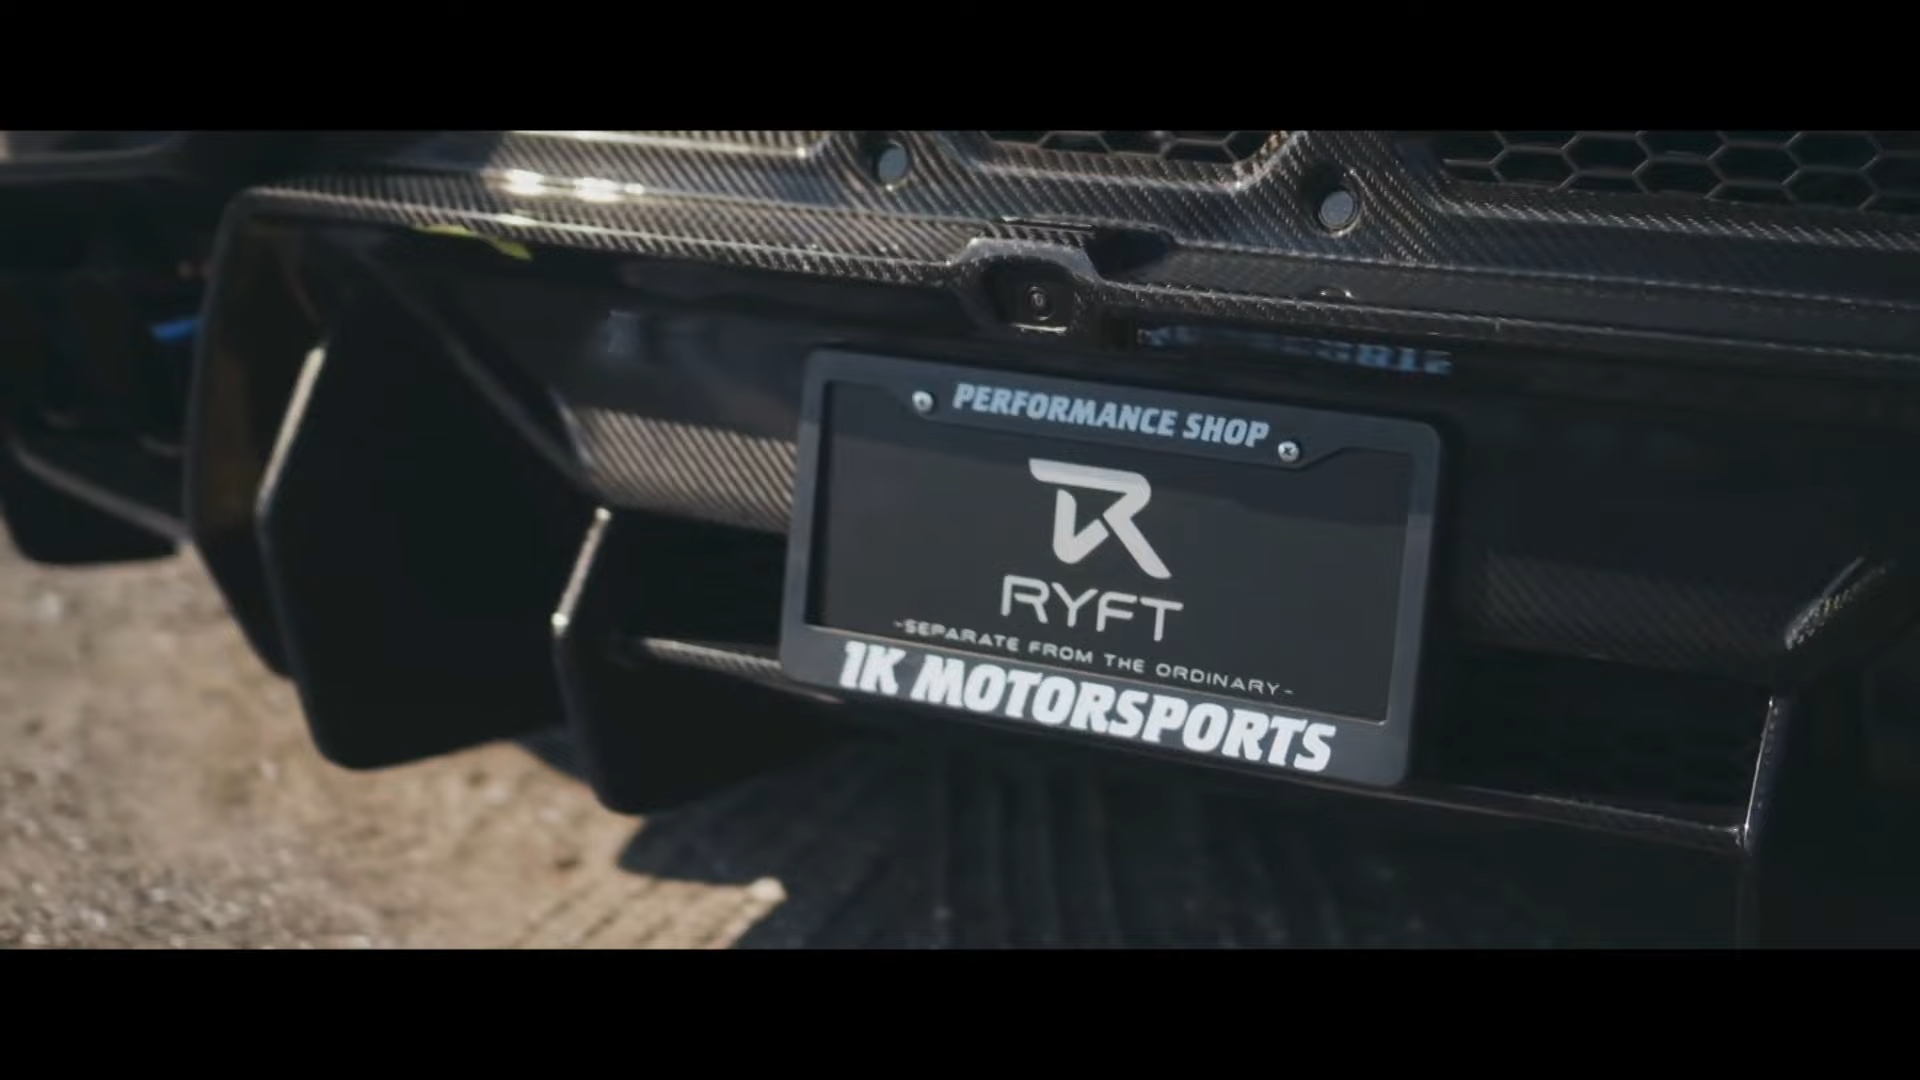 PERFORMANCE SHOP
R
RYFT
-SEPARATE FROM THE ORDINARY-
1K MOTORSPORTS